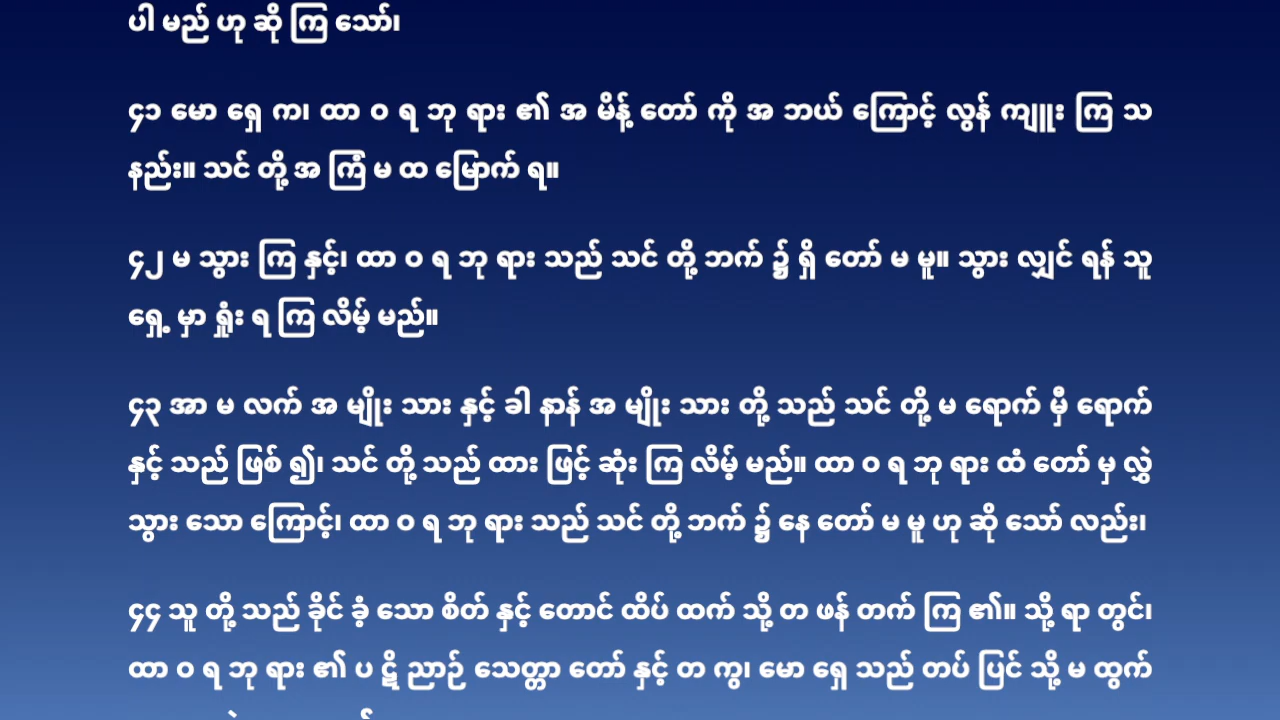 ပါ မည် ဟု ဆို ကြ သော်၊
၄၁ မော ရှေ က၊ ထာ ဝ ရ ဘု ရား ၏ အ မိန့် တော် ကို အ ဘယ် ကြောင့် လွန် ကျူး ကြ သ
နည်း။ သင် တို့ အ ကြံ မ ထ မြောက် ရ။
၄၂ မ သွား ကြ နှင့်၊ ထာ ဝ ရ ဘု ရား သည် သင် တို့ ဘက် ၌ ရှိ တော် မ မူ။ သွား လျှင် ရန် သူ
ရှေ့ မှာ ရှုံး ရ ကြ လိမ့် မည်။
၄၃ အာ မ လက် အ မျိုး သား နှင့် ခါ နာန် အ မျိုး သား တို့ သည် သင် တို့ မ ရောက် မှီ ရောက်
နှင့် သည် ဖြစ် ၍၊ သင် တို့ သည် ထား ဖြင့် ဆုံး ကြ လိမ့် မည်။ ထာ ဝ ရ ဘု ရား ထံ တော် မှ လွှဲ
သွား သော ကြောင့်၊ ထာ ဝ ရ ဘု ရား သည် သင် တို့ ဘက် ၌ နေ တော် မ မူ ဟု ဆို သော် လည်း၊
၄၄ သူ တို့ သည် ခိုင် ခံ့ သော စိတ် နှင့် တောင် ထိပ် ထက် သို့ တ ဖန် တက် ကြ ၏။ သို့ ရာ တွင်၊
ထာ ဝ ရ ဘု ရား ၏ ပ ဋိ ညာဉ် သေတ္တာ တော် နှင့် တ ကွ၊ မော ရှေ သည် တပ် ပြင် သို့ မ ထွက်